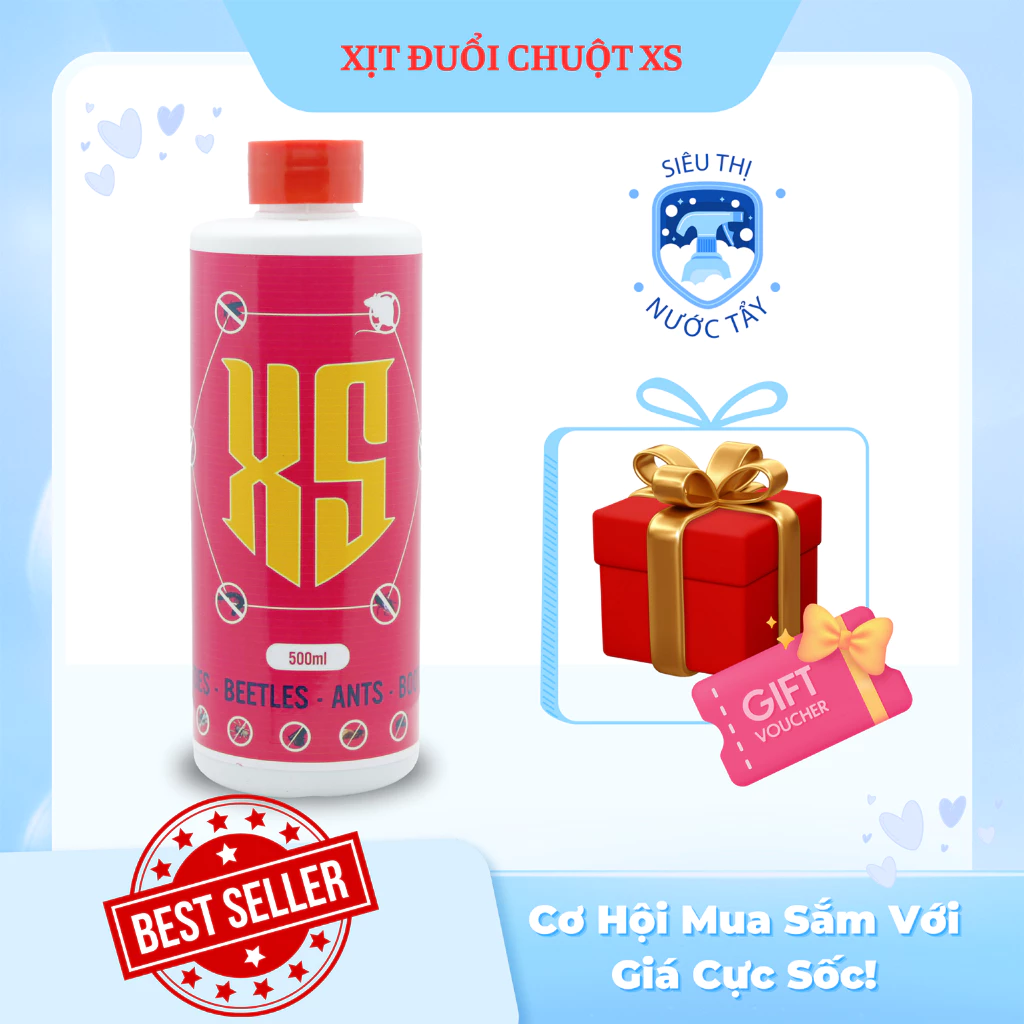 XỊT ĐUỔI CHUỘT XS
SIÊU THỊ
NƯỚC TẨY
XS
500ml
BEETLES - ANTS
GIFT
VOUCHER
BEST SELLER
Cơ Hội Mua Sắm Với
Giá Cực Sốc!